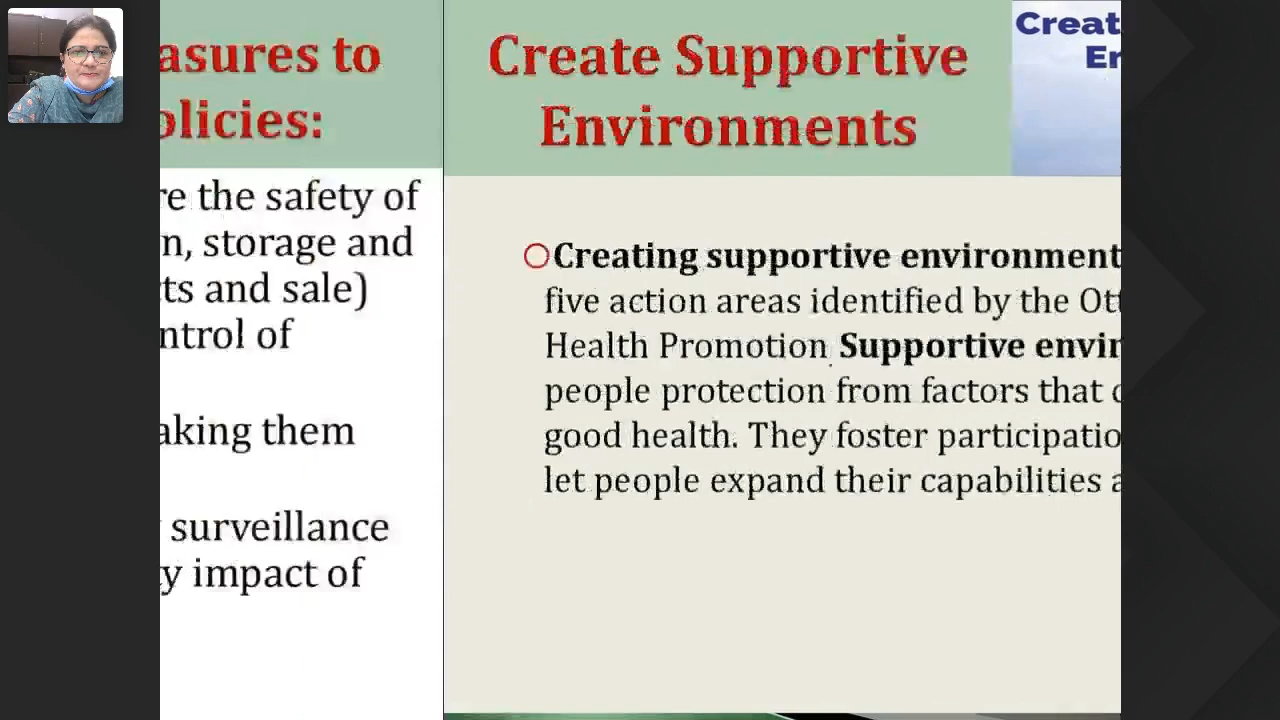 asures to
olicies:
re the safety of
n, storage and
ts and sale)
ntrol of
aking them
surveillance
y impact of
Create Supportive
Environments
Creat
Er
Creating supportive environment
five action areas identified by the Ott
Health Promotion Supportive envir
people protection from factors that c
good health. They foster participatio
let people expand their capabilities a